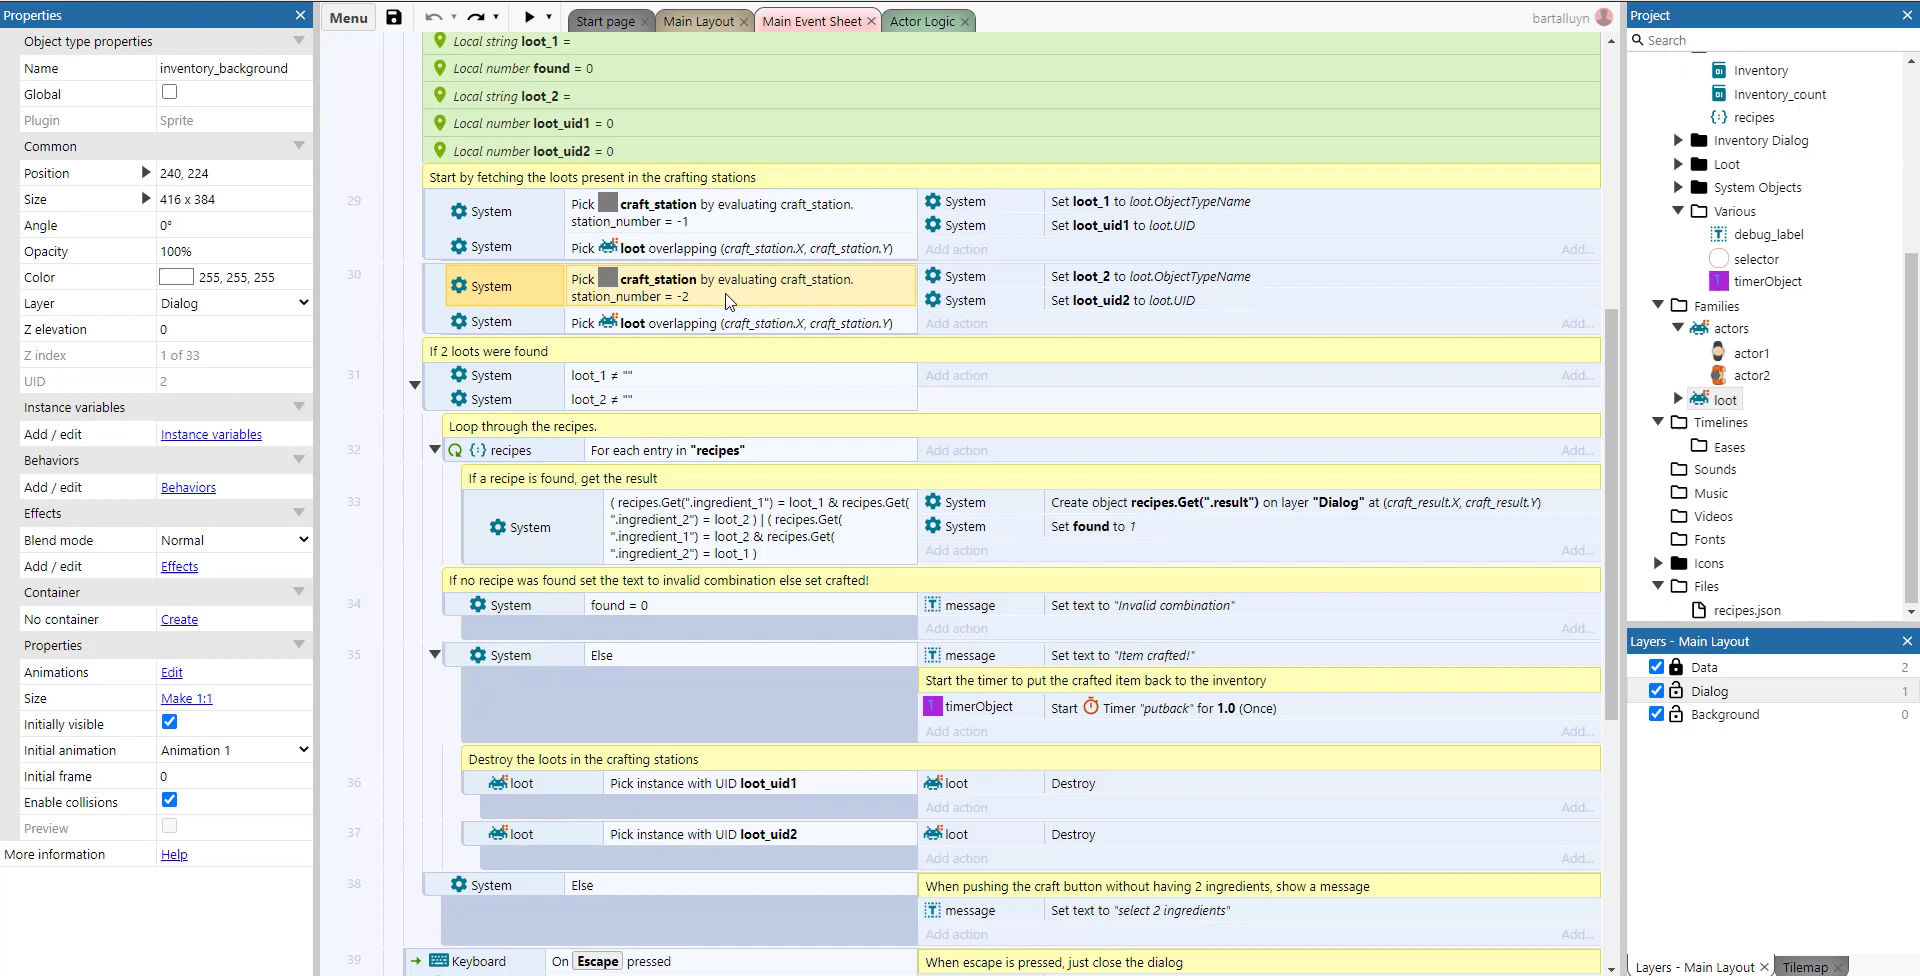 Properties
Object type properties
Name inventory_background
Global
Plugin Sprite
Common
Position 240, 224
Size 416 x 384
Angle 0°
Opacity 100%
Color 255, 255, 255
Layer Dialog
Z elevation 0
Z index 1 of 33
UID 2
Instance variables
Add / edit Instance variables
Behaviors
Add / edit Behaviors
Effects
Blend mode Normal
Add / edit Effects
Container
No container Create
Properties
Animations Edit
Size Make 1:1
Initially visible
Initial animation Animation 1
Initial frame 0
Enable collisions
Preview
More information Help
Menu
Start page
Main Layout
Main Event Sheet
Actor Logic
bartalluyn
Local string loot_1 =
Local number found = 0
Local string loot_2 =
Local number loot_uid1 = 0
Local number loot_uid2 = 0
Start by fetching the loots present in the crafting stations
29
System Pick craft_station by evaluating craft_station.
station_number = -1
System Pick loot overlapping (craft_station.X, craft_station.Y)
System Set loot_1 to loot.ObjectTypeName
System Set loot_uid1 to loot.UID
Add action Add...
30
System Pick craft_station by evaluating craft_station.
station_number = -2
System Pick loot overlapping (craft_station.X, craft_station.Y)
System Set loot_2 to loot.ObjectTypeName
System Set loot_uid2 to loot.UID
Add action Add...
If 2 loots were found
31
System loot_1 ≠ ""
System loot_2 ≠ ""
Add action Add...
Loop through the recipes.
32
recipes For each entry in "recipes"
Add action Add...
If a recipe is found, get the result
33
System ( recipes.Get(".ingredient_1") = loot_1 & recipes.Get(
".ingredient_2") = loot_2 ) | ( recipes.Get(
".ingredient_1") = loot_2 & recipes.Get(
".ingredient_2") = loot_1 )
System Create object recipes.Get(".result") on layer "Dialog" at (craft_result.X, craft_result.Y)
System Set found to 1
Add action Add...
If no recipe was found set the text to invalid combination else set crafted!
34
System found = 0
message Set text to "Invalid combination"
Add action Add...
35
System Else
message Set text to "Item crafted!"
Start the timer to put the crafted item back to the inventory
timerObject Start Timer "putback" for 1.0 (Once)
Add action Add...
Destroy the loots in the crafting stations
36
loot Pick instance with UID loot_uid1
loot Destroy
Add action Add...
37
loot Pick instance with UID loot_uid2
loot Destroy
Add action Add...
38
System Else
When pushing the craft button without having 2 ingredients, show a message
message Set text to "select 2 ingredients"
Add action Add...
39
Keyboard On Escape pressed
When escape is pressed, just close the dialog
Project
Search
Inventory
Inventory_count
recipes
Inventory Dialog
Loot
System Objects
Various
debug_label
selector
timerObject
Families
actors
actor1
actor2
loot
Timelines
Eases
Sounds
Music
Videos
Fonts
Icons
Files
recipes.json
Layers - Main Layout
Data 2
Dialog 1
Background 0
Layers - Main Layout
Tilemap